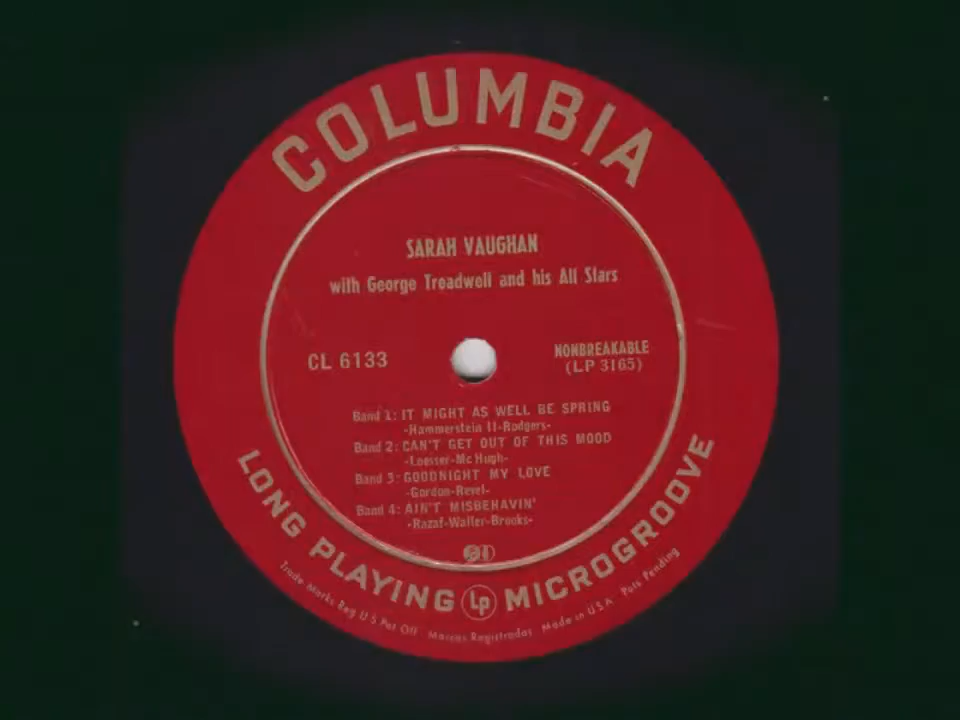 COLUMBIA
SARAH VAUGHAN
with George Treadwell and his All Stars
CL 6133
NONBREAKABLE
(LP 3165)
Band 1: IT MIGHT AS WELL BE SPRING
-Hammerstein II-Rodgers-
Band 2: CAN'T GET OUT OF THIS MOOD
-Loesser-Mc Hugh-
Band 3: GOODNIGHT MY LOVE
-Gordon-Revel-
Band 4: AIN'T MISBEHAVIN'
-Razaf-Waller-Brooks-
LONG PLAYING Lp MICROGROOVE
Trade Marks Reg U S Pat Off Marcas Registradas Made in U.S.A. Pats Pending